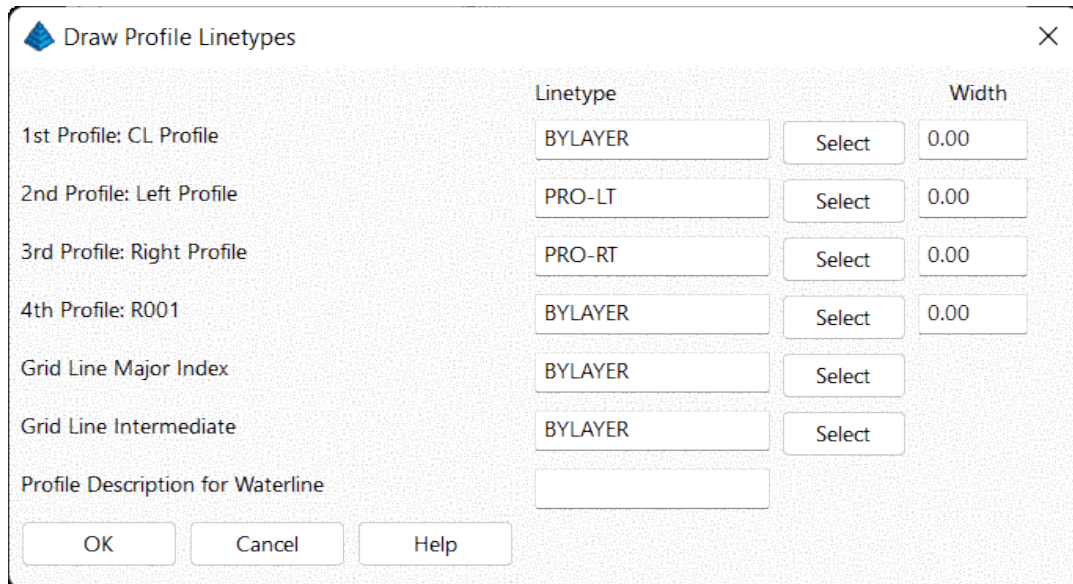 Draw Profile Linetypes
Linetype Width
1st Profile: CL Profile BYLAYER Select 0.00
2nd Profile: Left Profile PRO-LT Select 0.00
3rd Profile: Right Profile PRO-RT Select 0.00
4th Profile: R001 BYLAYER Select 0.00
Grid Line Major Index BYLAYER Select
Grid Line Intermediate BYLAYER Select
Profile Description for Waterline
OK Cancel Help